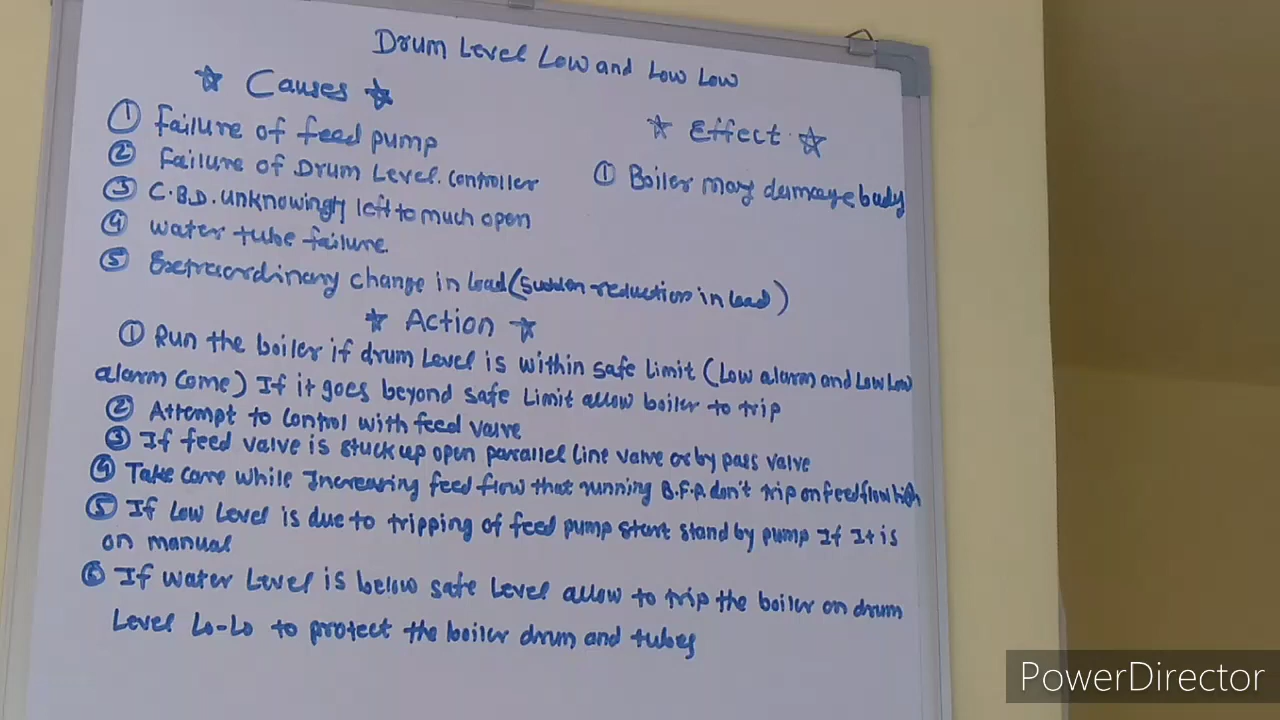 Drum Level Low and Low Low
☆ Causes ☆
① failure of feed pump
② failure of Drum Level. Controller
③ C.B.D. unknowingly left to much open
④ water tube failure.
⑤ Extraordinary change in load (Sudden reduction in load)
☆ Effect ☆
① Boiler may damage badly
☆ Action ☆
① Run the boiler if drum Level is within safe limit (Low alarm and Low Low
alarm come) If it goes beyond safe Limit allow boiler to trip
② Attempt to control with feed valve
③ If feed valve is stuck up open parallel line valve or by pass valve
④ Take care while Increasing feed flow that running B.F.P. don't trip on feed flow high
⑤ If Low Level is due to tripping of feed pump start stand by pump If It is
on manual
⑥ If water Level is below safe Level allow to trip the boiler on drum
Level Lo-Lo to protect the boiler drum and tubes
PowerDirector